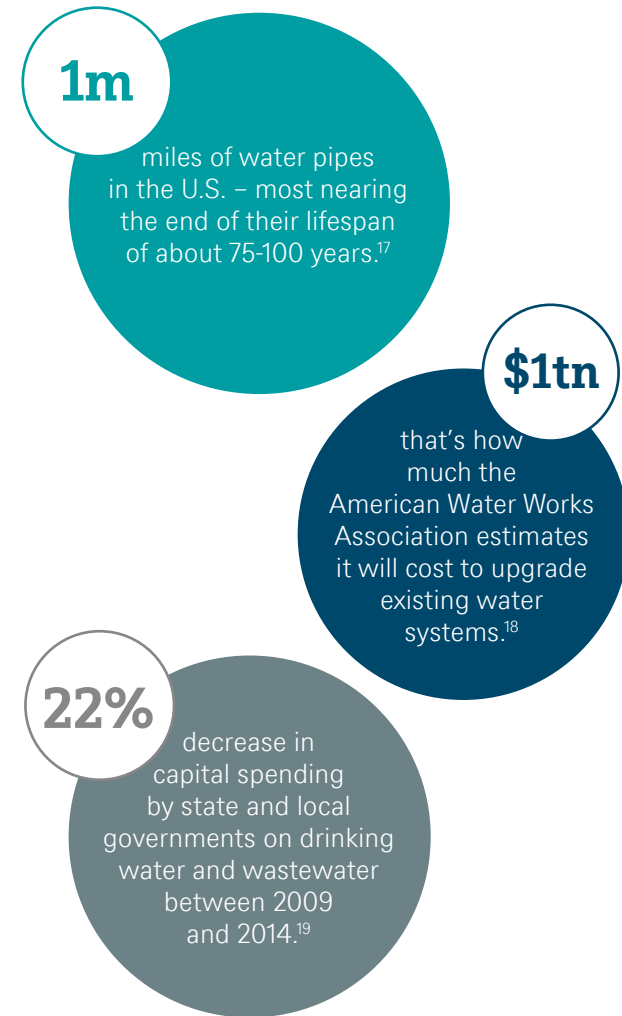 1m
miles of water pipes
in the U.S. – most nearing
the end of their lifespan
of about 75-100 years.17
$1tn
that’s how
much the
American Water Works
Association estimates
it will cost to upgrade
existing water
systems.18
22%
decrease in
capital spending
by state and local
governments on drinking
water and wastewater
between 2009
and 2014.19